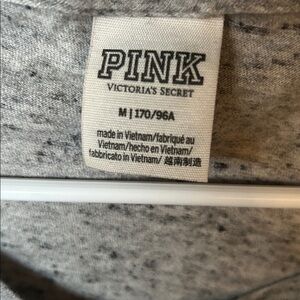 PINK
VICTORIA'S SECRET
M | 170/96A
made in Vietnam/fabriqué au
Vietnam/hecho en Vietnam/
fabbricato in Vietnam/ 越南制造